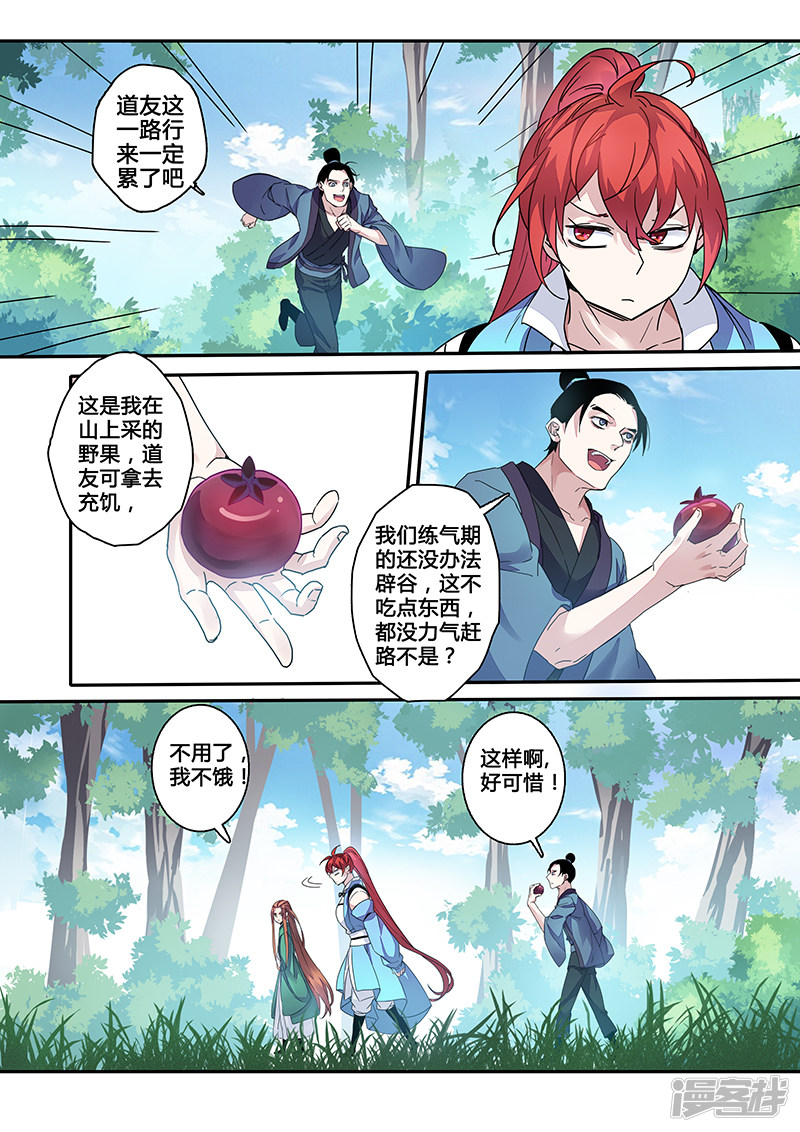 道友这
一路行
来一定
累了吧
这是我在
山上采的
野果，道
友可拿去
充饥，
我们练气期
的还没办法
辟谷，这不
吃点东西，
都没力气赶
路不是？
不用了，
我不饿！
这样啊，
好可惜！
漫客栈